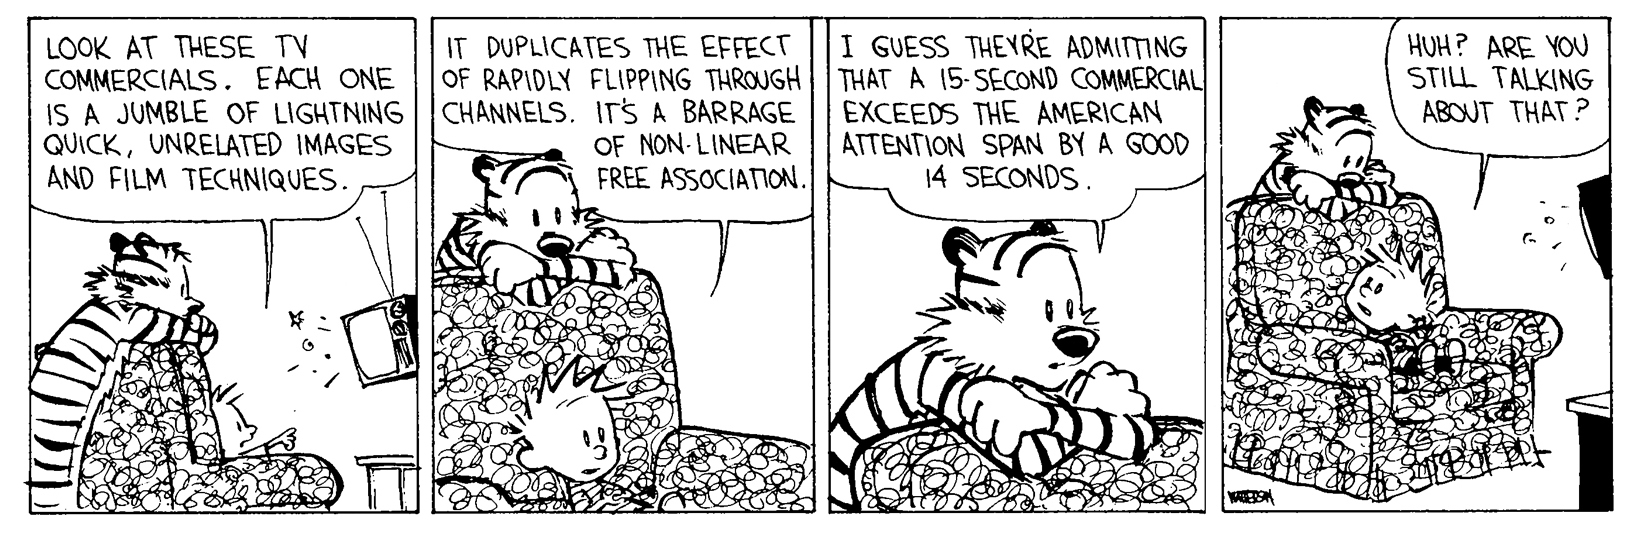 LOOK AT THESE TV
COMMERCIALS. EACH ONE
IS A JUMBLE OF LIGHTNING
QUICK, UNRELATED IMAGES
AND FILM TECHNIQUES.
IT DUPLICATES THE EFFECT
OF RAPIDLY FLIPPING THROUGH
CHANNELS. IT'S A BARRAGE
OF NON-LINEAR
FREE ASSOCIATION.
I GUESS THEY'RE ADMITTING
THAT A 15-SECOND COMMERCIAL
EXCEEDS THE AMERICAN
ATTENTION SPAN BY A GOOD
14 SECONDS.
HUH? ARE YOU
STILL TALKING
ABOUT THAT?
WATTERSON